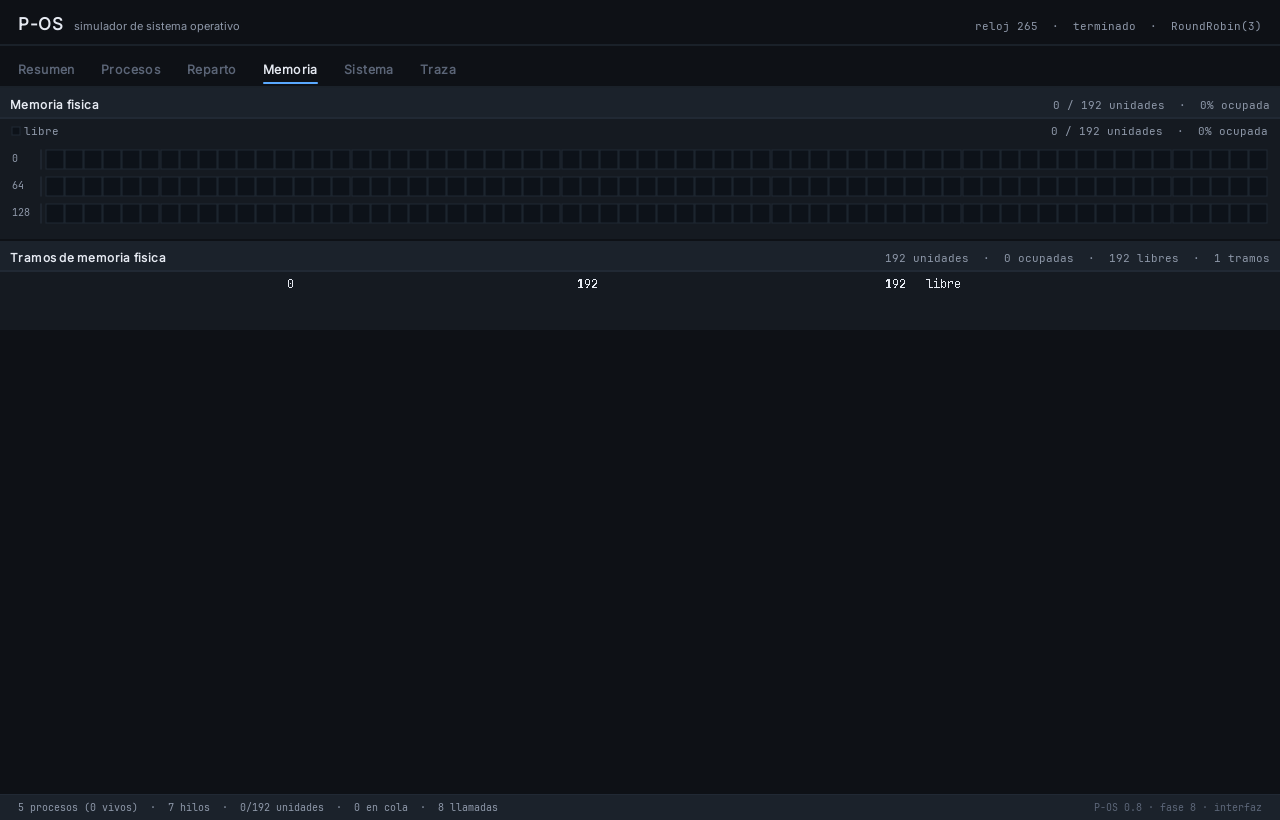 P-OS simulador de sistema operativo reloj 265 · terminado · RoundRobin(3)
Resumen Procesos Reparto Memoria Sistema Traza
Memoria fisica 0 / 192 unidades · 0% ocupada
libre 0 / 192 unidades · 0% ocupada
0
64
128
Tramos de memoria fisica 192 unidades · 0 ocupadas · 192 libres · 1 tramos
0 192 192 libre
5 procesos (0 vivos) · 7 hilos · 0/192 unidades · 0 en cola · 8 llamadas P-OS 0.8 · fase 8 · interfaz